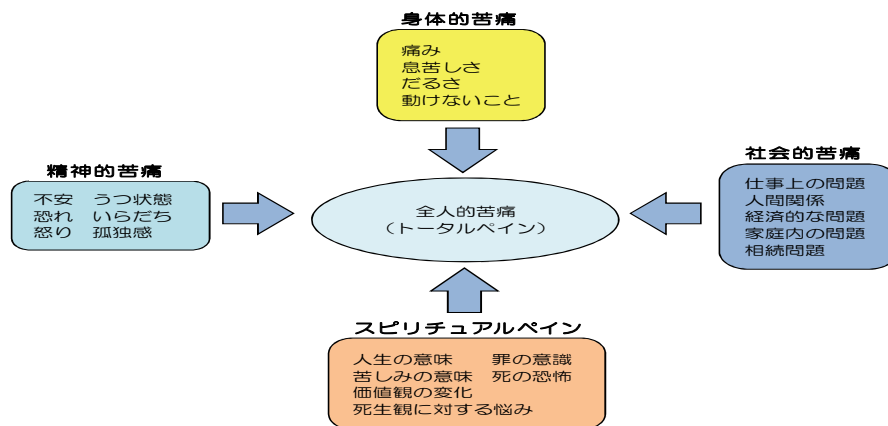 身体的苦痛
痛み
息苦しさ
だるさ
動けないこと
精神的苦痛
不安　うつ状態
恐れ　いらだち
怒り　孤独感
全人的苦痛
（トータルペイン）
社会的苦痛
仕事上の問題
人間関係
経済的な問題
家庭内の問題
相続問題
スピリチュアルペイン
人生の意味　　罪の意識
苦しみの意味　死の恐怖
価値観の変化
死生観に対する悩み